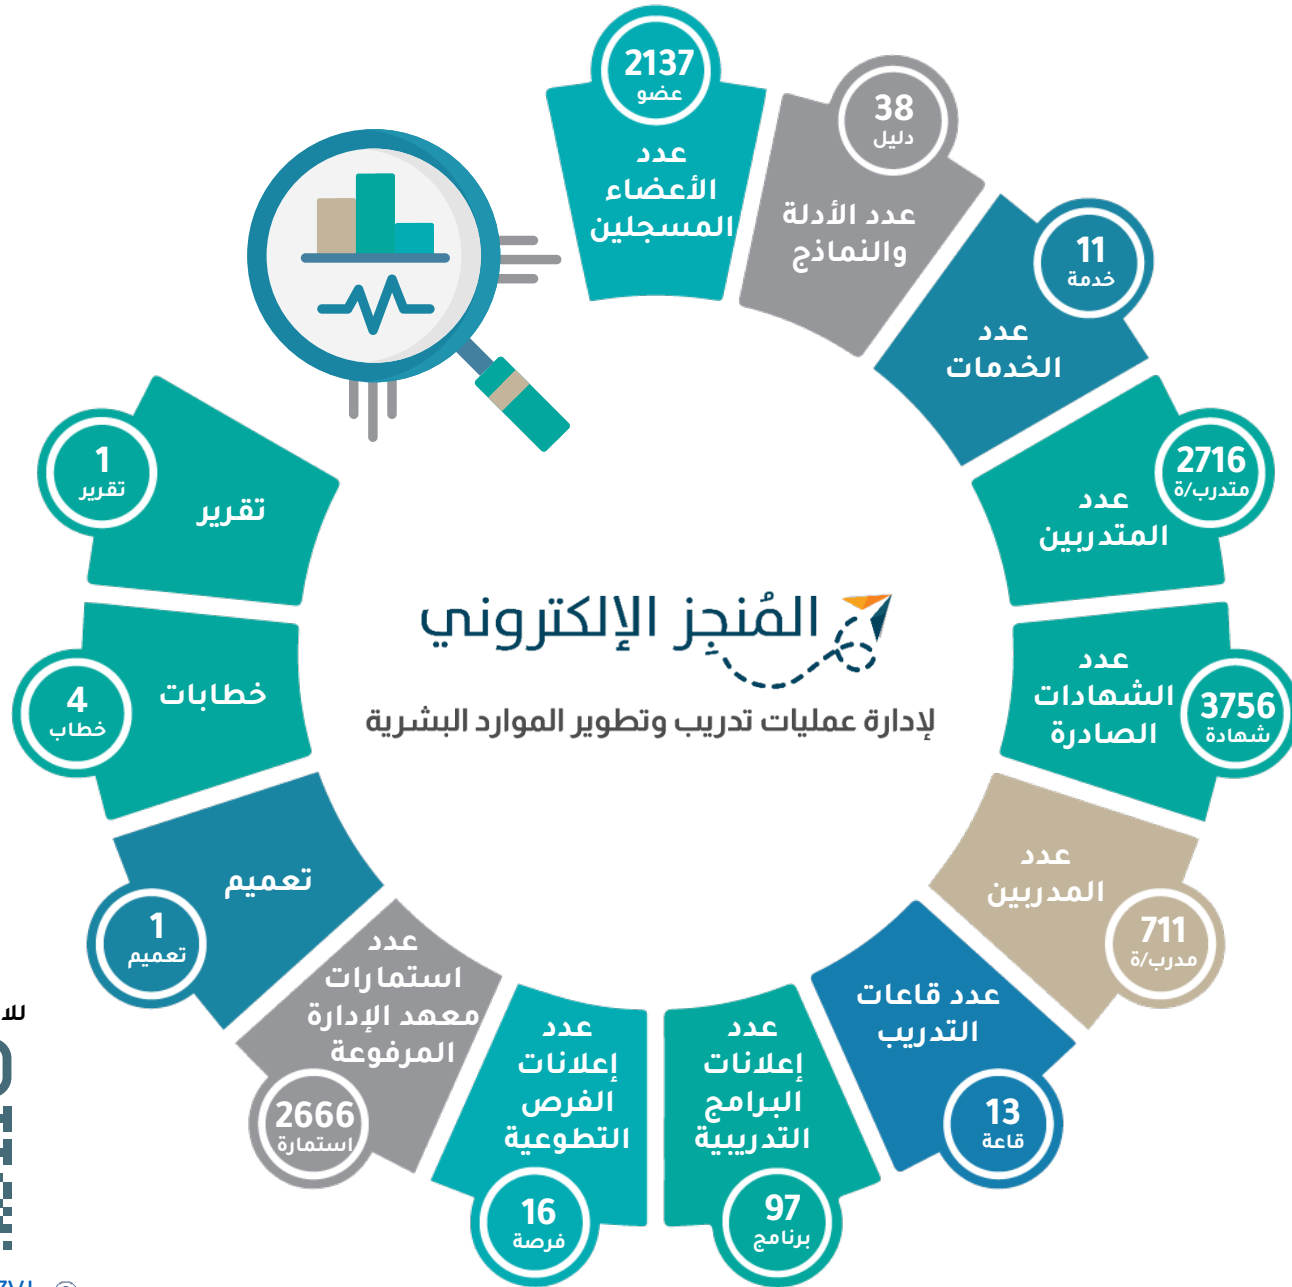 2137
عضو
عدد
الأعضاء
المسجلين
38
دليل
عدد الأدلة
والنماذج
11
خدمة
عدد
الخدمات
2716
متدرب/ة
عدد
المتدربين
3756
شهادة
عدد
الشهادات
الصادرة
711
مدرب/ة
عدد
المدربين
13
قاعة
عدد قاعات
التدريب
97
برنامج
عدد
إعلانات
البرامج
التدريبية
16
فرصة
عدد
إعلانات
الفرص
التطوعية
2666
استمارة
عدد
استمارات
معهد الإدارة
المرفوعة
1
تعميم
تعميم
4
خطاب
خطابات
1
تقرير
تقرير
المُنجِز الإلكتروني
لإدارة عمليات تدريب وتطوير الموارد البشرية